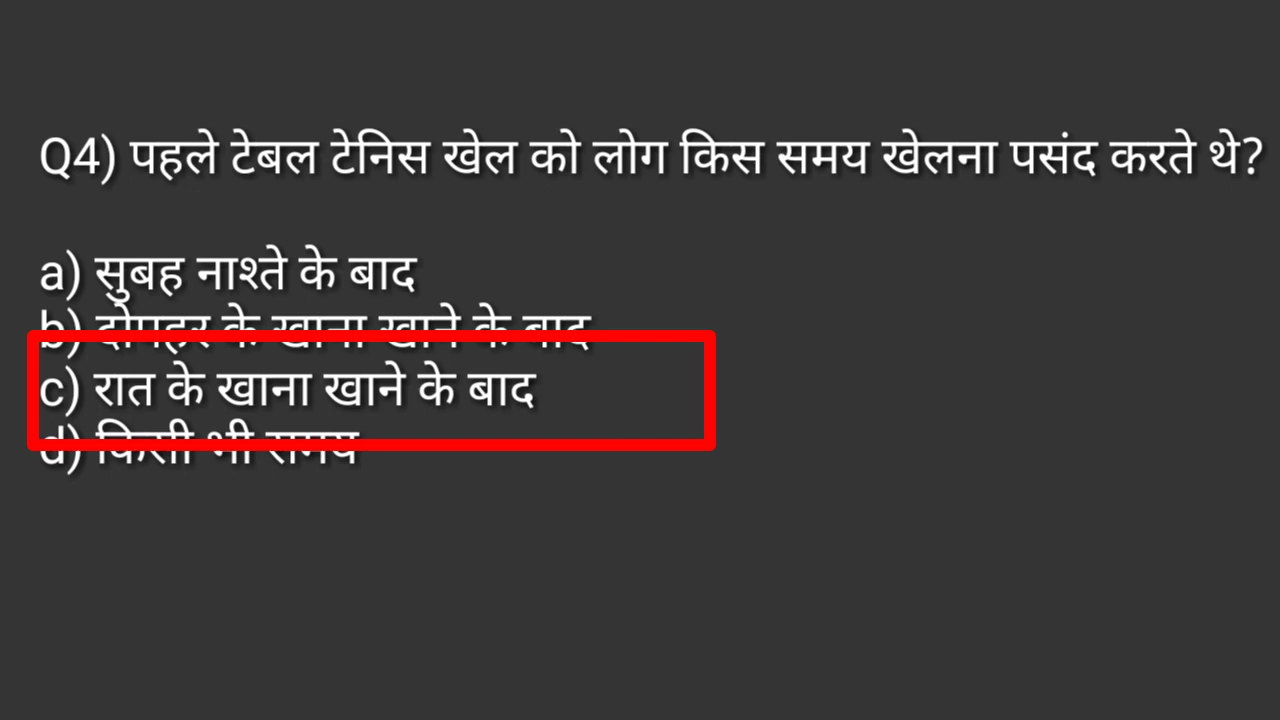 Q4) पहले टेबल टेनिस खेल को लोग किस समय खेलना पसंद करते थे?
a) सुबह नाश्ते के बाद
b) दोपहर के खाना खाने के बाद
c) रात के खाना खाने के बाद
d) किसी भी समय